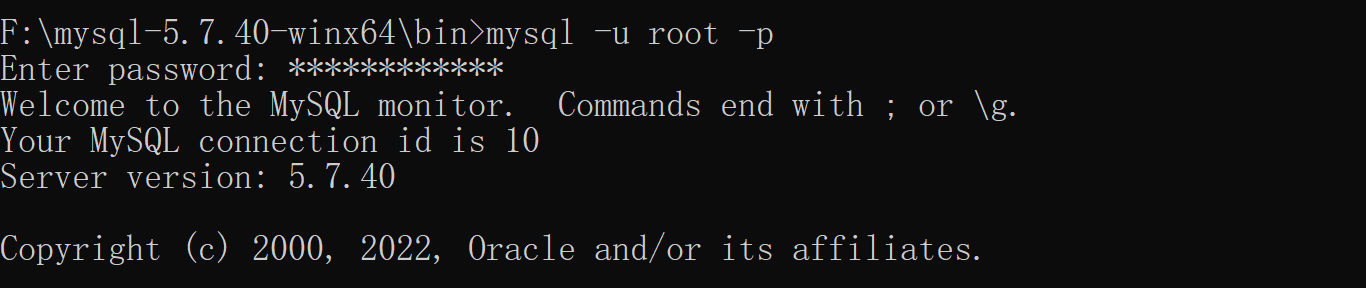 F:\mysql-5.7.40-winx64\bin>mysql -u root -p
Enter password: ************
Welcome to the MySQL monitor.  Commands end with ; or \g.
Your MySQL connection id is 10
Server version: 5.7.40
Copyright (c) 2000, 2022, Oracle and/or its affiliates.